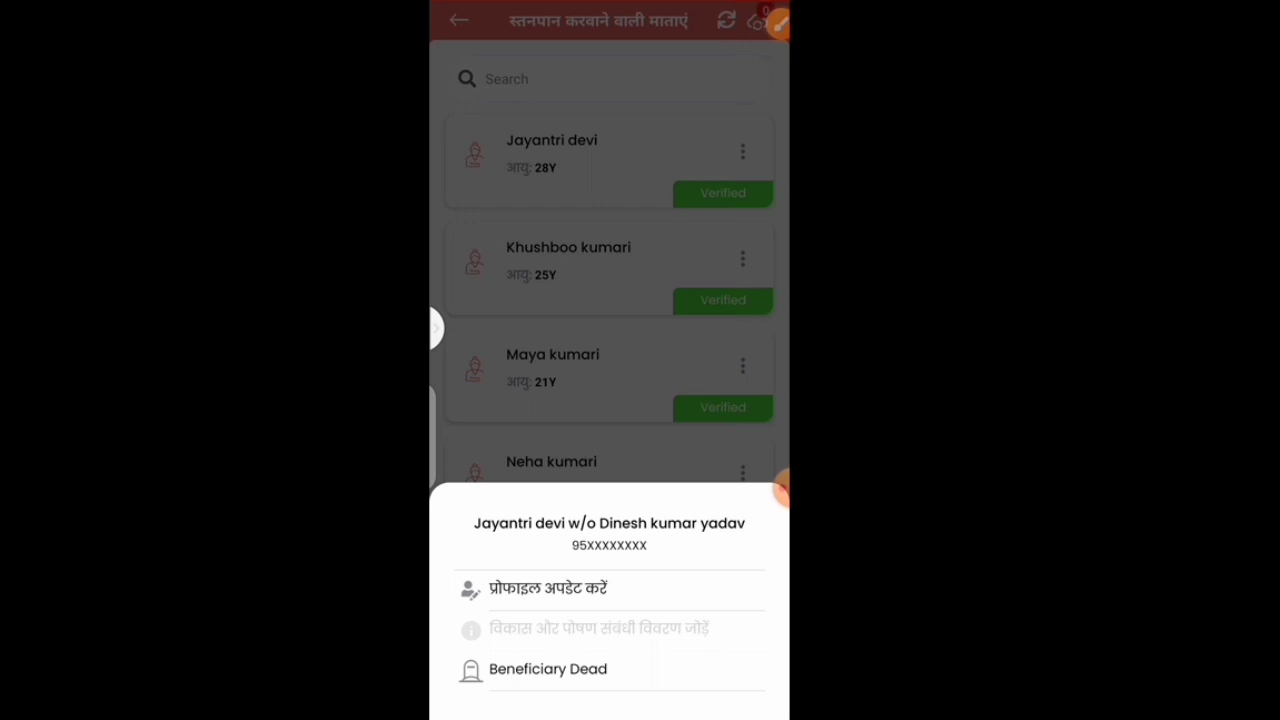 स्तनपान करवाने वाली माताएं
0
Search
Jayantri devi
आयु: 28Y
Verified
Khushboo kumari
आयु: 25Y
Verified
Maya kumari
आयु: 21Y
Verified
Neha kumari
Jayantri devi w/o Dinesh kumar yadav
95XXXXXXXX
प्रोफाइल अपडेट करें
विकास और पोषण संबंधी विवरण जोड़ें
Beneficiary Dead